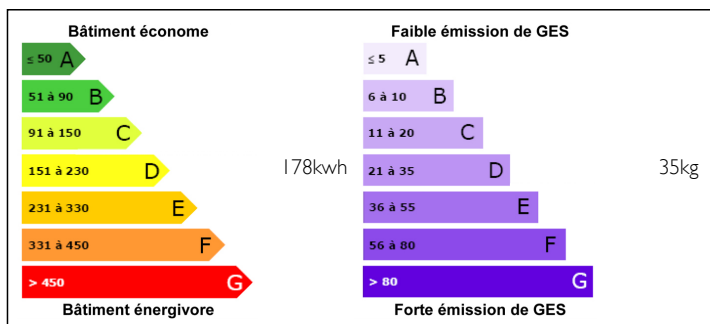 Bâtiment économe
≤ 50 A
51 à 90 B
91 à 150 C
151 à 230 D
231 à 330 E
331 à 450 F
> 450 G
Bâtiment énergivore
178kwh
Faible émission de GES
≤ 5 A
6 à 10 B
11 à 20 C
21 à 35 D
36 à 55 E
56 à 80 F
> 80 G
Forte émission de GES
35kg